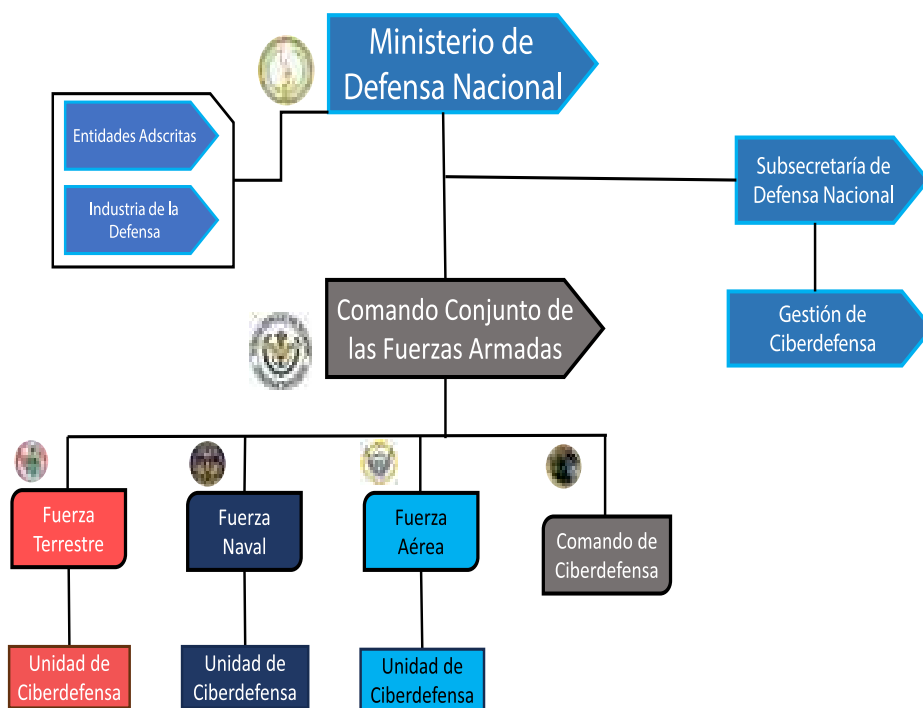 Ministerio de
Defensa Nacional
Entidades Adscritas
Industria de la
Defensa
Subsecretaría de
Defensa Nacional
Gestión de
Ciberdefensa
Comando Conjunto de
las Fuerzas Armadas
Fuerza
Terrestre
Fuerza
Naval
Fuerza
Aérea
Comando de
Ciberdefensa
Unidad de
Ciberdefensa
Unidad de
Ciberdefensa
Unidad de
Ciberdefensa